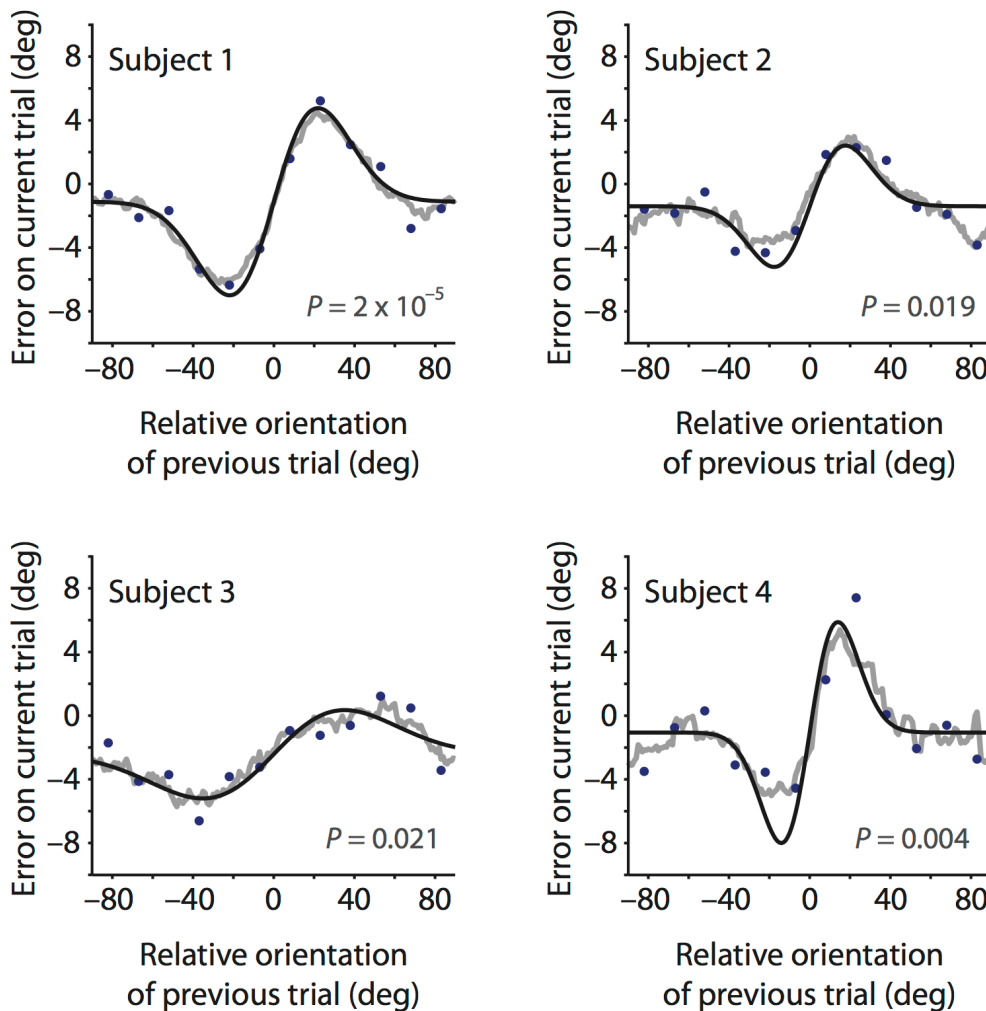 Error on current trial (deg)
8
4
0
−4
−8
Subject 1
P = 2 x 10⁻⁵
−80 −40 0 40 80
Relative orientation
of previous trial (deg)
Error on current trial (deg)
8
4
0
−4
−8
Subject 2
P = 0.019
−80 −40 0 40 80
Relative orientation
of previous trial (deg)
Error on current trial (deg)
8
4
0
−4
−8
Subject 3
P = 0.021
−80 −40 0 40 80
Relative orientation
of previous trial (deg)
Error on current trial (deg)
8
4
0
−4
−8
Subject 4
P = 0.004
−80 −40 0 40 80
Relative orientation
of previous trial (deg)